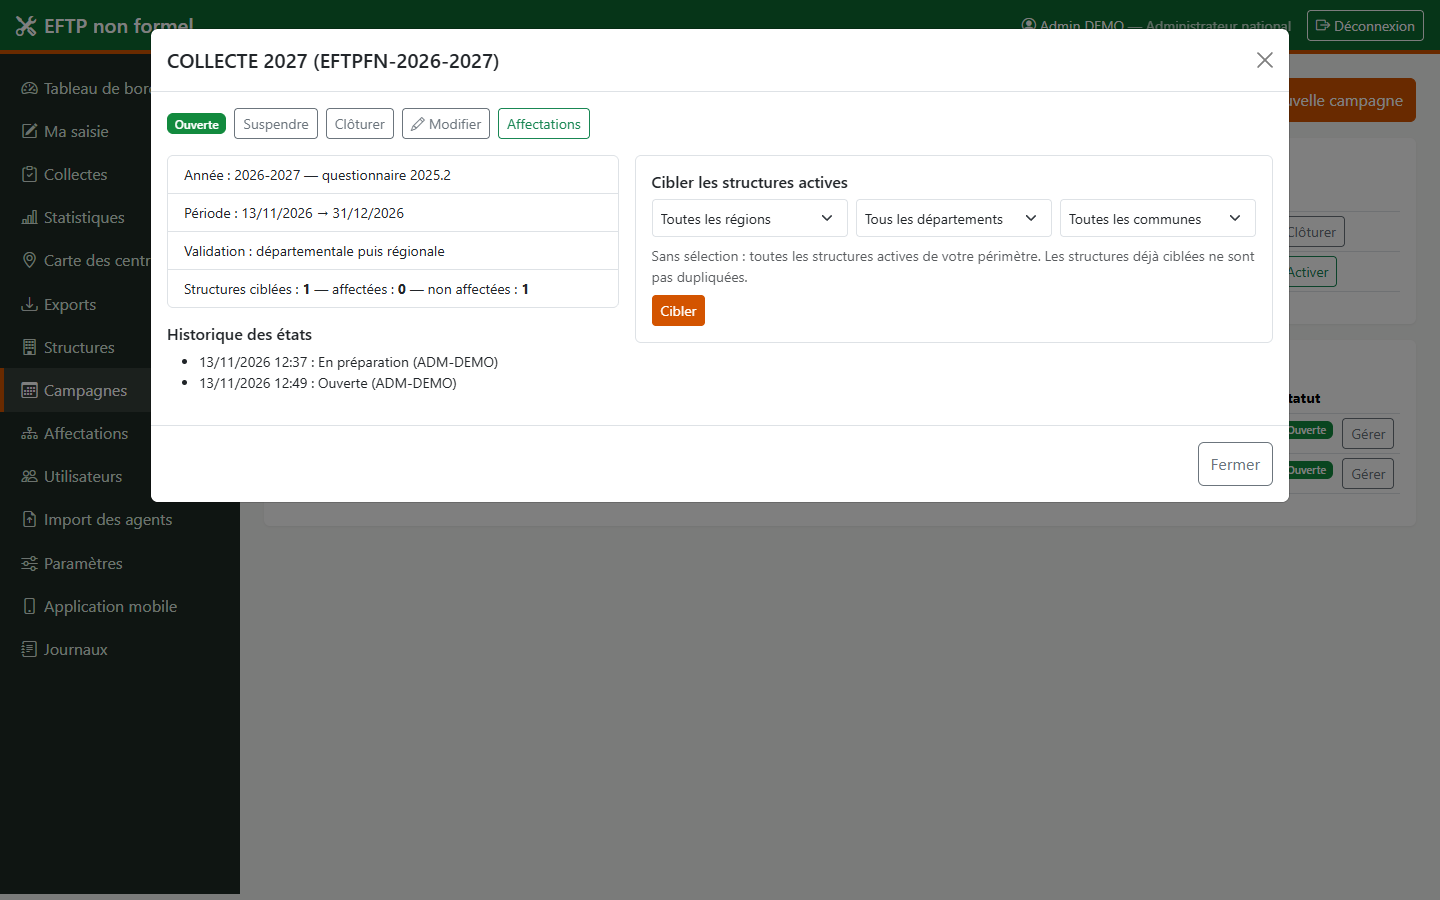 EFTP non formel
Admin DEMO — Administrateur national
Déconnexion
COLLECTE 2027 (EFTPFN-2026-2027)
Tableau de bor
Ma saisie
Collectes
Statistiques
Carte des centr
Exports
Structures
Campagnes
Affectations
Utilisateurs
Import des agents
Paramètres
Application mobile
Journaux
Ouverte
Suspendre
Clôturer
Modifier
Affectations
Année : 2026-2027 — questionnaire 2025.2
Période : 13/11/2026 → 31/12/2026
Validation : départementale puis régionale
Structures ciblées : 1 — affectées : 0 — non affectées : 1
Historique des états
13/11/2026 12:37 : En préparation (ADM-DEMO)
13/11/2026 12:49 : Ouverte (ADM-DEMO)
Cibler les structures actives
Toutes les régions
Tous les départements
Toutes les communes
Sans sélection : toutes les structures actives de votre périmètre. Les structures déjà ciblées ne sont
pas dupliquées.
Cibler
Fermer
velle campagne
Clôturer
Activer
tatut
Ouverte
Gérer
Ouverte
Gérer